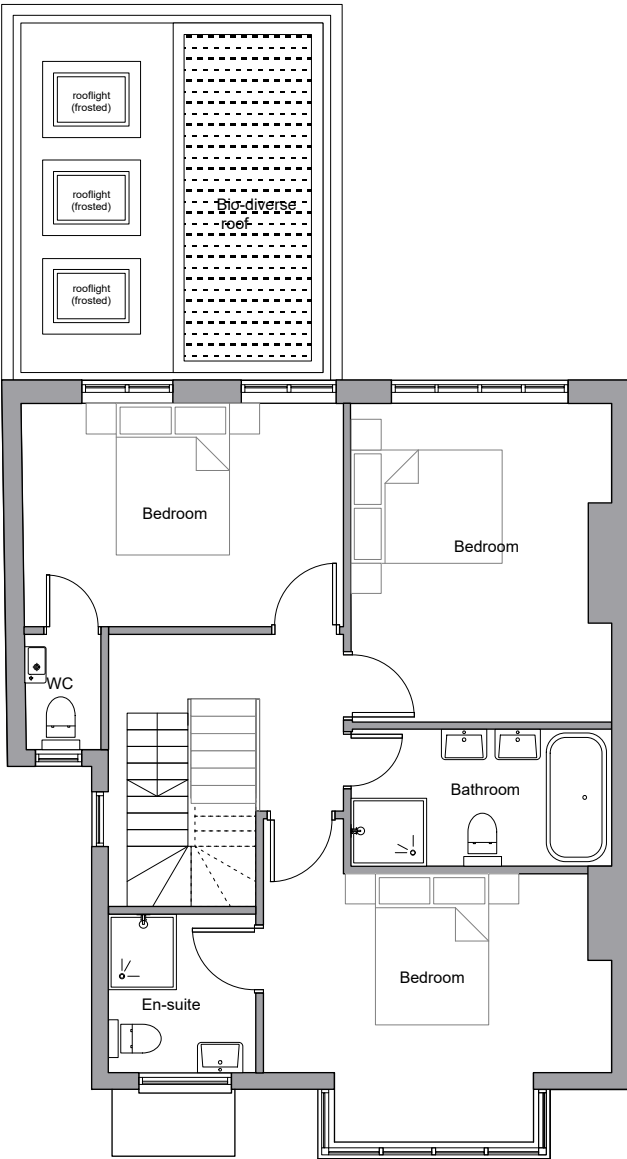 rooflight
(frosted)
rooflight
(frosted)
Bio-diverse
roof
rooflight
(frosted)
Bedroom
Bedroom
WC
Bathroom
Bedroom
En-suite